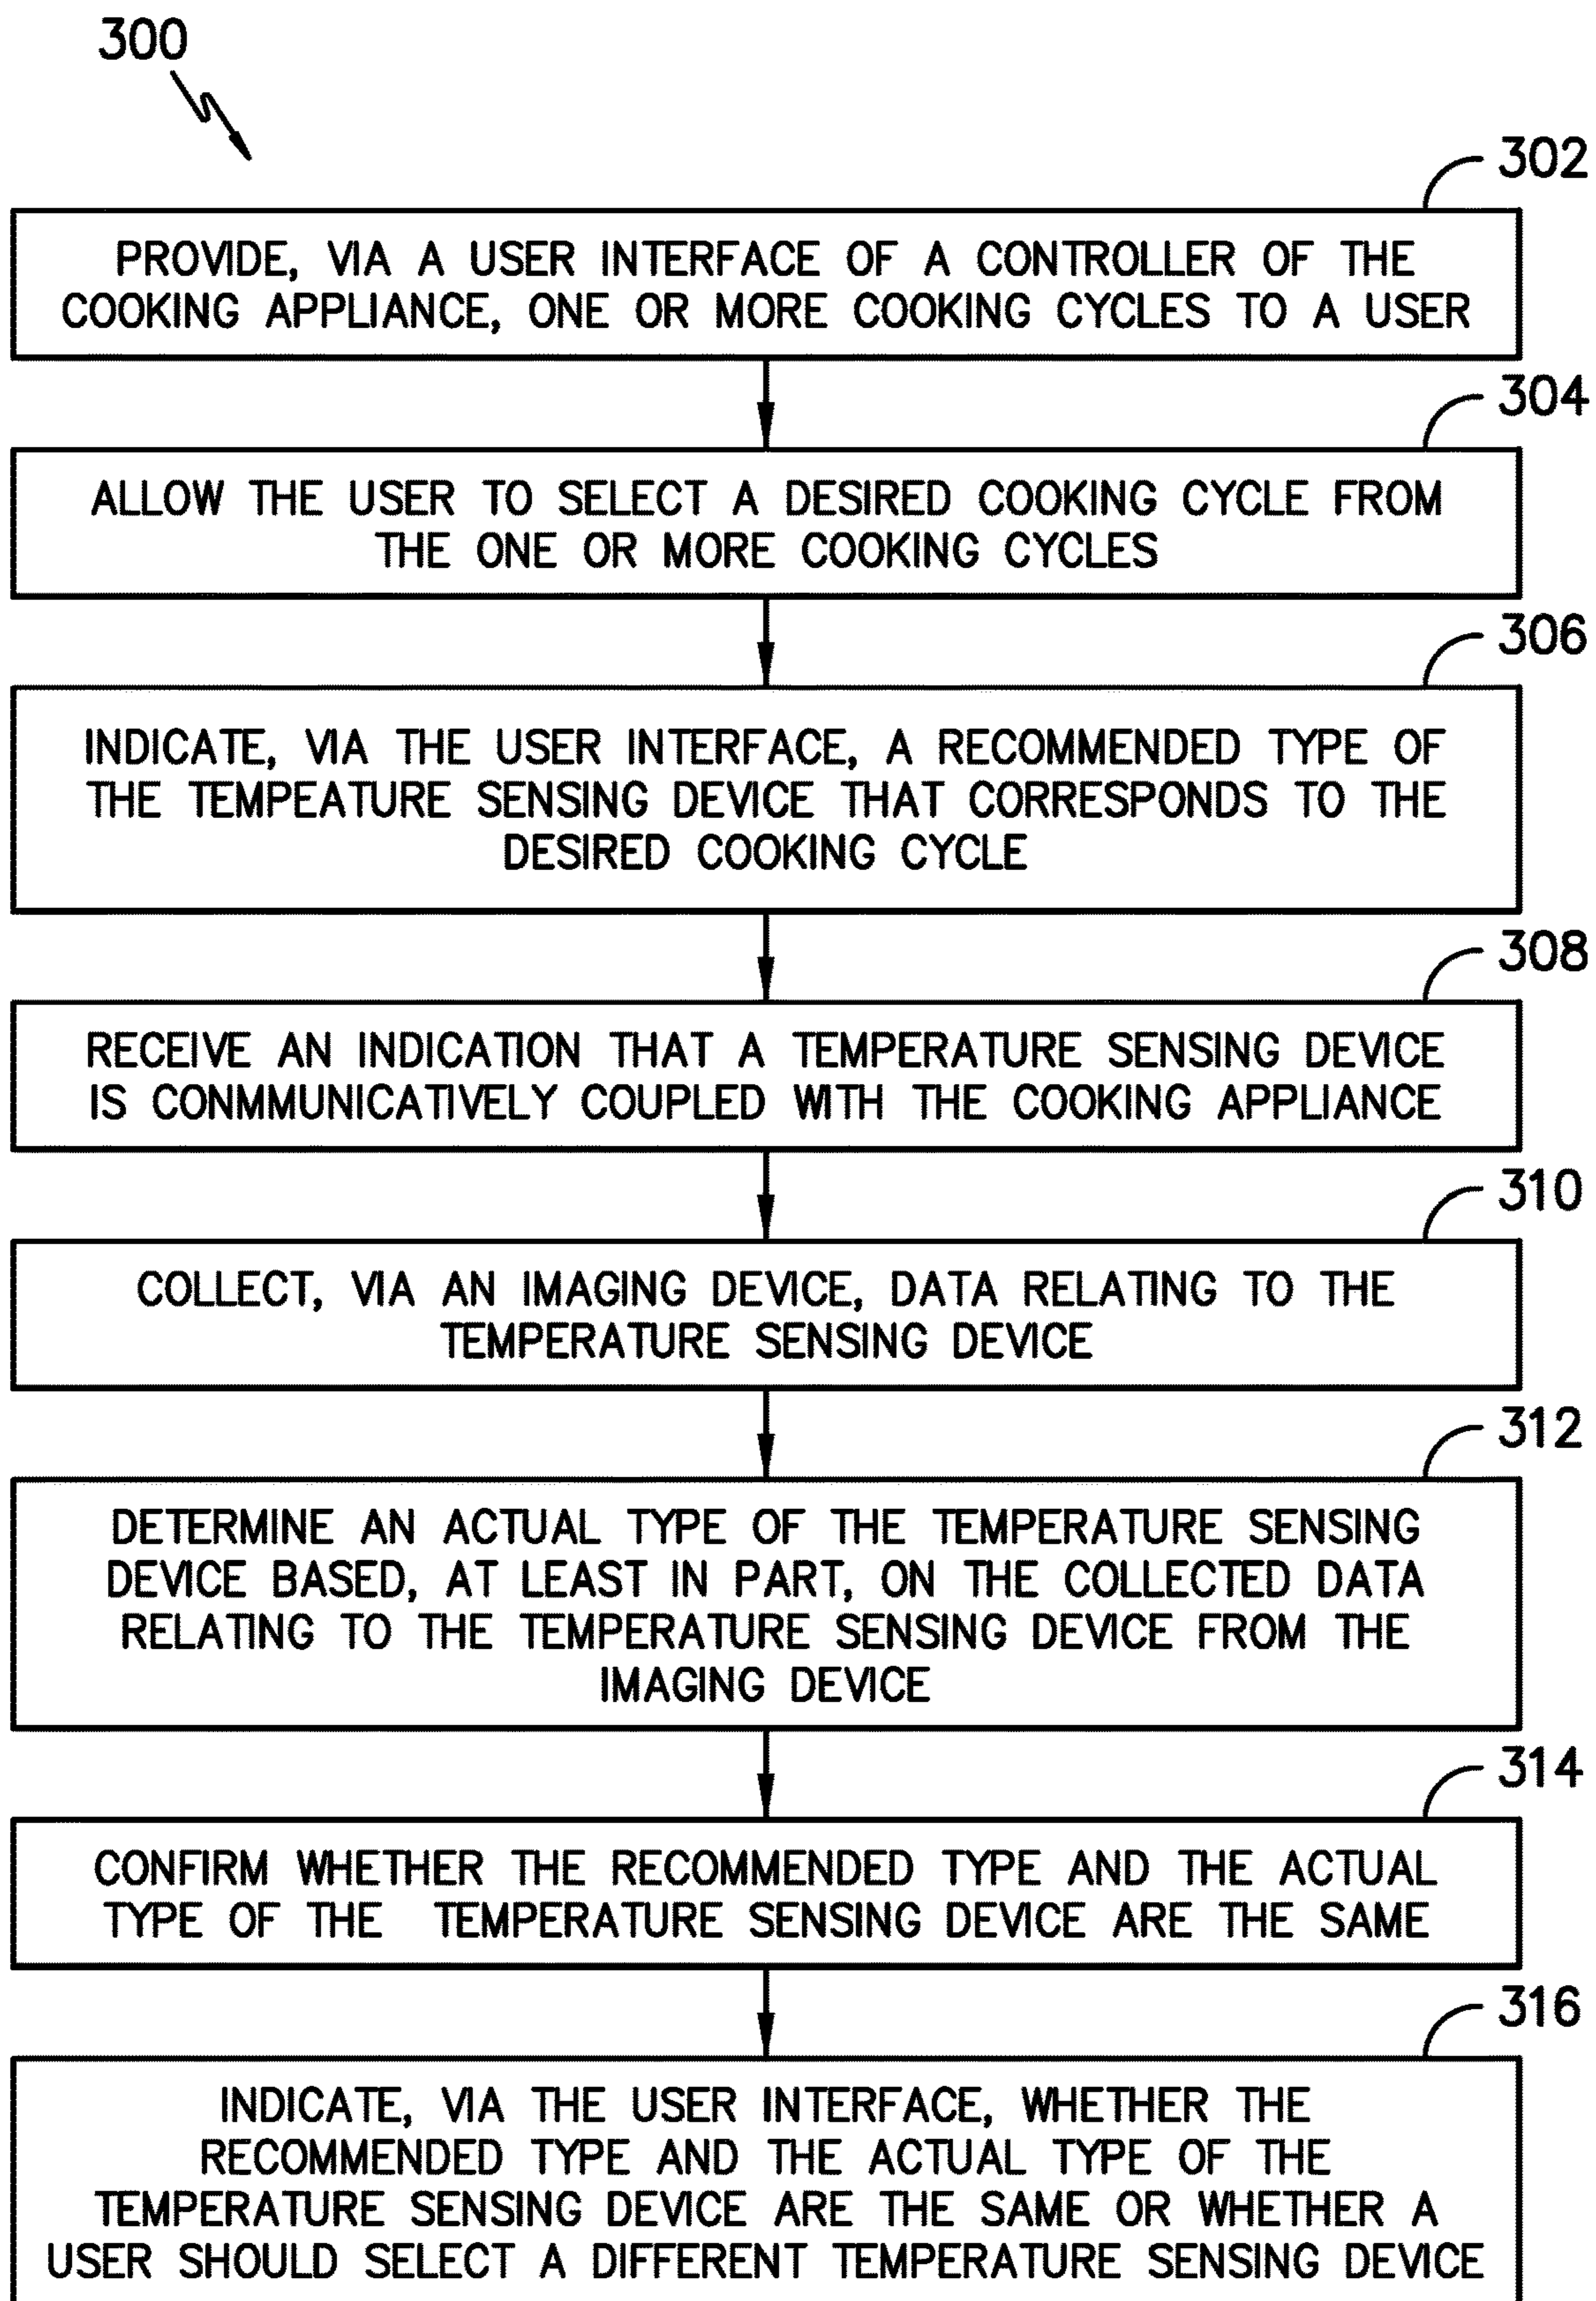 300
302
PROVIDE, VIA A USER INTERFACE OF A CONTROLLER OF THE
COOKING APPLIANCE, ONE OR MORE COOKING CYCLES TO A USER
304
ALLOW THE USER TO SELECT A DESIRED COOKING CYCLE FROM
THE ONE OR MORE COOKING CYCLES
306
INDICATE, VIA THE USER INTERFACE, A RECOMMENDED TYPE OF
THE TEMPEATURE SENSING DEVICE THAT CORRESPONDS TO THE
DESIRED COOKING CYCLE
308
RECEIVE AN INDICATION THAT A TEMPERATURE SENSING DEVICE
IS CONMMUNICATIVELY COUPLED WITH THE COOKING APPLIANCE
310
COLLECT, VIA AN IMAGING DEVICE, DATA RELATING TO THE
TEMPERATURE SENSING DEVICE
312
DETERMINE AN ACTUAL TYPE OF THE TEMPERATURE SENSING
DEVICE BASED, AT LEAST IN PART, ON THE COLLECTED DATA
RELATING TO THE TEMPERATURE SENSING DEVICE FROM THE
IMAGING DEVICE
314
CONFIRM WHETHER THE RECOMMENDED TYPE AND THE ACTUAL
TYPE OF THE TEMPERATURE SENSING DEVICE ARE THE SAME
316
INDICATE, VIA THE USER INTERFACE, WHETHER THE
RECOMMENDED TYPE AND THE ACTUAL TYPE OF THE
TEMPERATURE SENSING DEVICE ARE THE SAME OR WHETHER A
USER SHOULD SELECT A DIFFERENT TEMPERATURE SENSING DEVICE